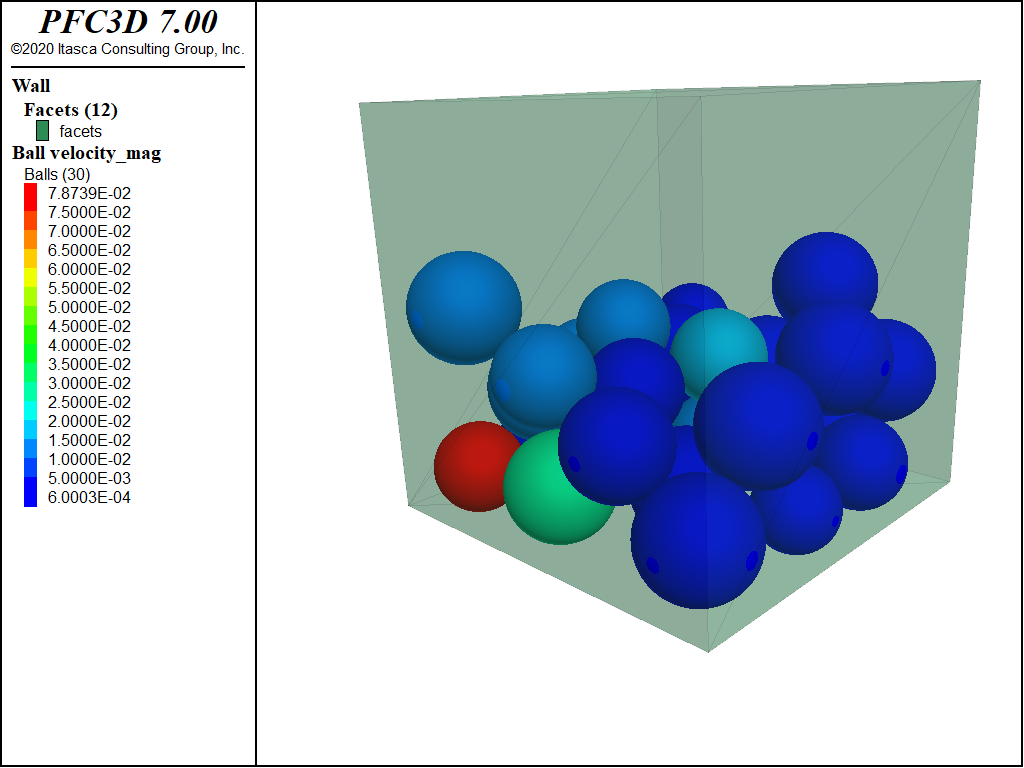 PFC3D 7.00
©2020 Itasca Consulting Group, Inc.
Wall
Facets (12)
facets
Ball velocity_mag
Balls (30)
7.8739E-02
7.5000E-02
7.0000E-02
6.5000E-02
6.0000E-02
5.5000E-02
5.0000E-02
4.5000E-02
4.0000E-02
3.5000E-02
3.0000E-02
2.5000E-02
2.0000E-02
1.5000E-02
1.0000E-02
5.0000E-03
6.0003E-04